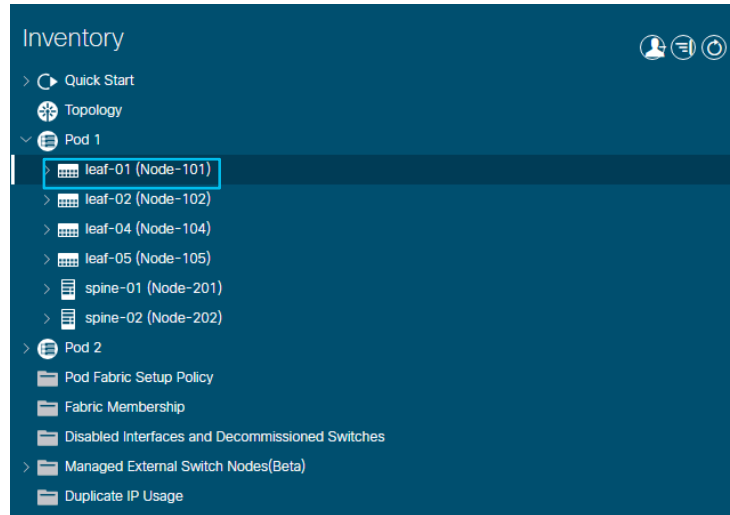 Inventory
Quick Start
Topology
Pod 1
leaf-01 (Node-101)
leaf-02 (Node-102)
leaf-04 (Node-104)
leaf-05 (Node-105)
spine-01 (Node-201)
spine-02 (Node-202)
Pod 2
Pod Fabric Setup Policy
Fabric Membership
Disabled Interfaces and Decommissioned Switches
Managed External Switch Nodes(Beta)
Duplicate IP Usage